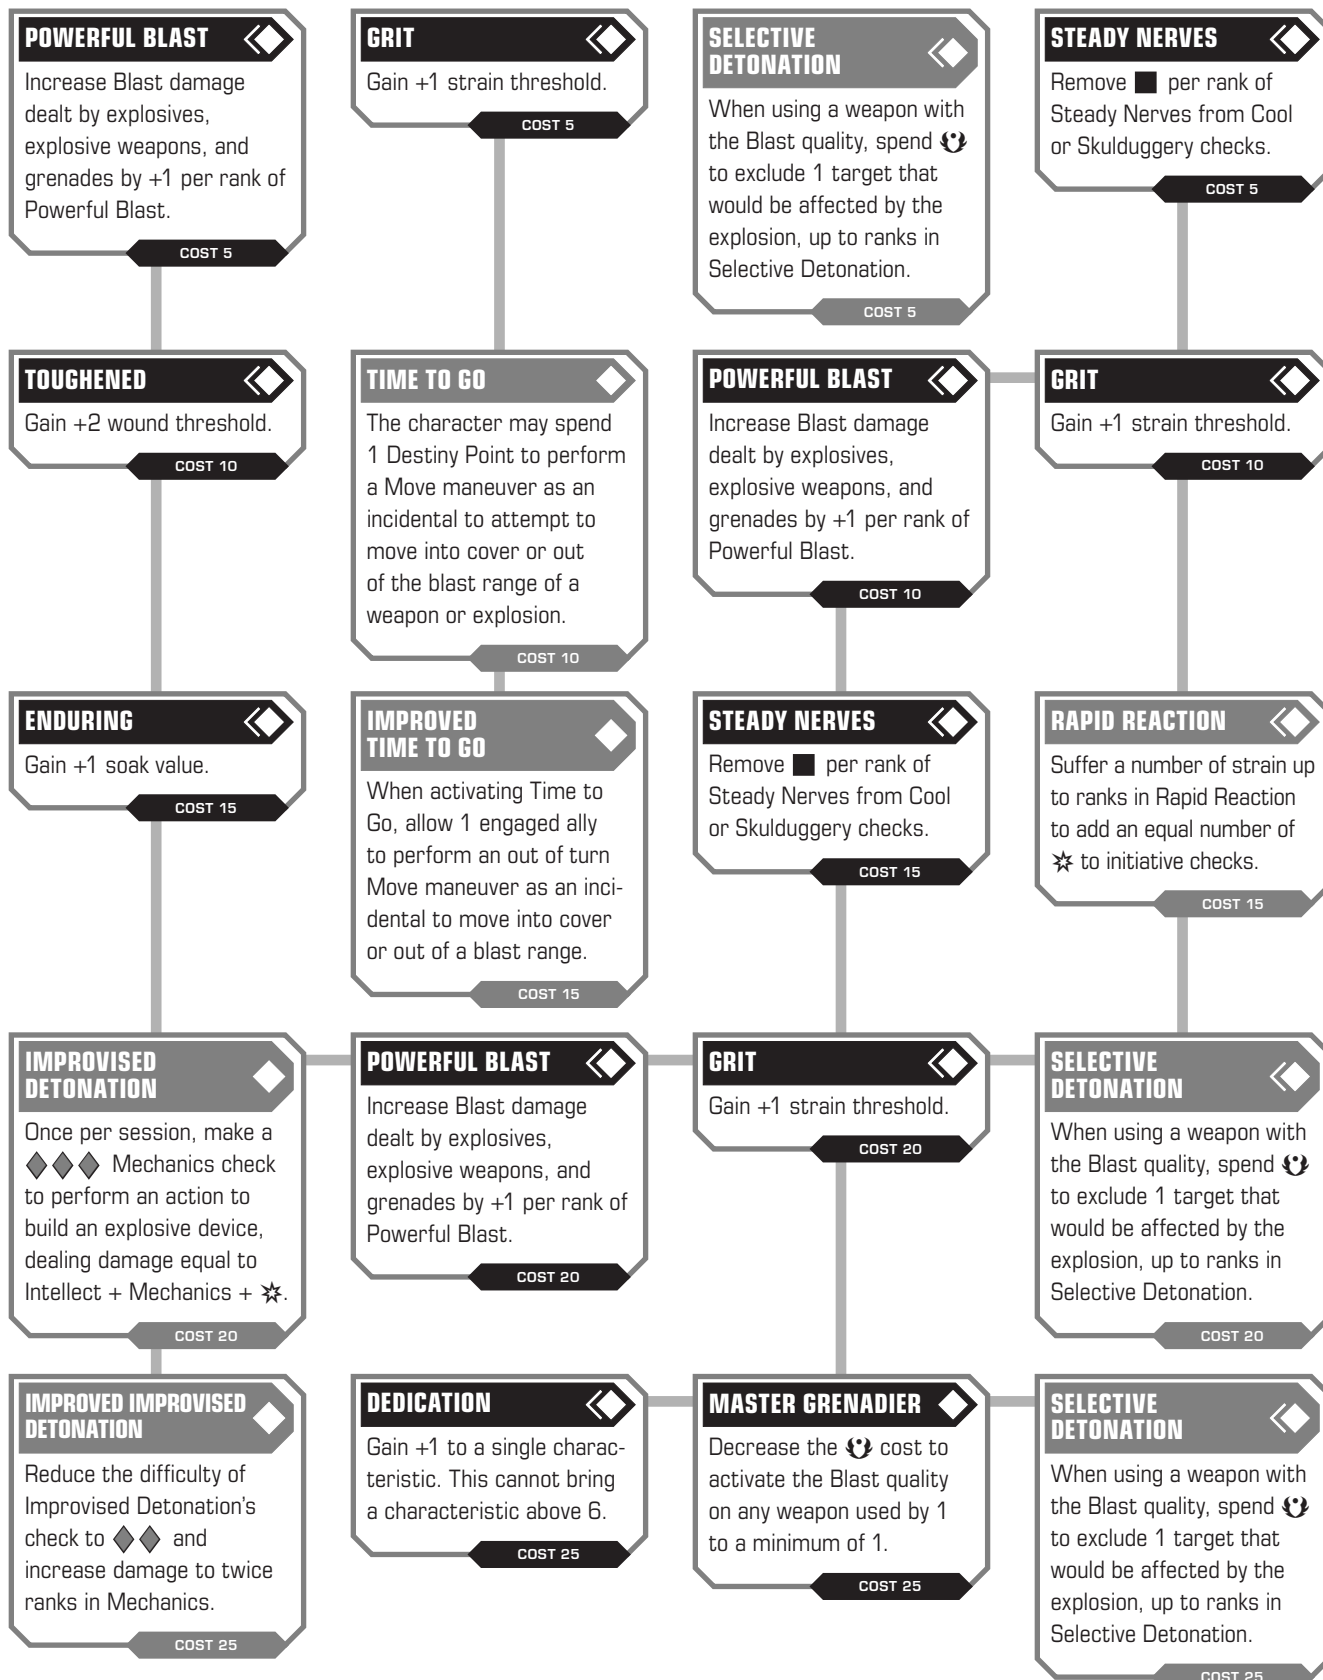 POWERFUL BLAST
Increase Blast damage
dealt by explosives,
explosive weapons, and
grenades by +1 per rank of
Powerful Blast.
COST 5
GRIT
Gain +1 strain threshold.
COST 5
SELECTIVE
DETONATION
When using a weapon with
the Blast quality, spend
to exclude 1 target that
would be affected by the
explosion, up to ranks in
Selective Detonation.
COST 5
STEADY NERVES
Remove per rank of
Steady Nerves from Cool
or Skulduggery checks.
COST 5
TOUGHENED
Gain +2 wound threshold.
COST 10
TIME TO GO
The character may spend
1 Destiny Point to perform
a Move maneuver as an
incidental to attempt to
move into cover or out
of the blast range of a
weapon or explosion.
COST 10
POWERFUL BLAST
Increase Blast damage
dealt by explosives,
explosive weapons, and
grenades by +1 per rank of
Powerful Blast.
COST 10
GRIT
Gain +1 strain threshold.
COST 10
ENDURING
Gain +1 soak value.
COST 15
IMPROVED
TIME TO GO
When activating Time to
Go, allow 1 engaged ally
to perform an out of turn
Move maneuver as an inci-
dental to move into cover
or out of a blast range.
COST 15
STEADY NERVES
Remove per rank of
Steady Nerves from Cool
or Skulduggery checks.
COST 15
RAPID REACTION
Suffer a number of strain up
to ranks in Rapid Reaction
to add an equal number of
to initiative checks.
COST 15
IMPROVISED
DETONATION
Once per session, make a
Mechanics check
to perform an action to
build an explosive device,
dealing damage equal to
Intellect + Mechanics + .
COST 20
POWERFUL BLAST
Increase Blast damage
dealt by explosives,
explosive weapons, and
grenades by +1 per rank of
Powerful Blast.
COST 20
GRIT
Gain +1 strain threshold.
COST 20
SELECTIVE
DETONATION
When using a weapon with
the Blast quality, spend
to exclude 1 target that
would be affected by the
explosion, up to ranks in
Selective Detonation.
COST 20
IMPROVED IMPROVISED
DETONATION
Reduce the difficulty of
Improvised Detonation's
check to and
increase damage to twice
ranks in Mechanics.
COST 25
DEDICATION
Gain +1 to a single charac-
teristic. This cannot bring
a characteristic above 6.
COST 25
MASTER GRENADIER
Decrease the cost to
activate the Blast quality
on any weapon used by 1
to a minimum of 1.
COST 25
SELECTIVE
DETONATION
When using a weapon with
the Blast quality, spend
to exclude 1 target that
would be affected by the
explosion, up to ranks in
Selective Detonation.
COST 25